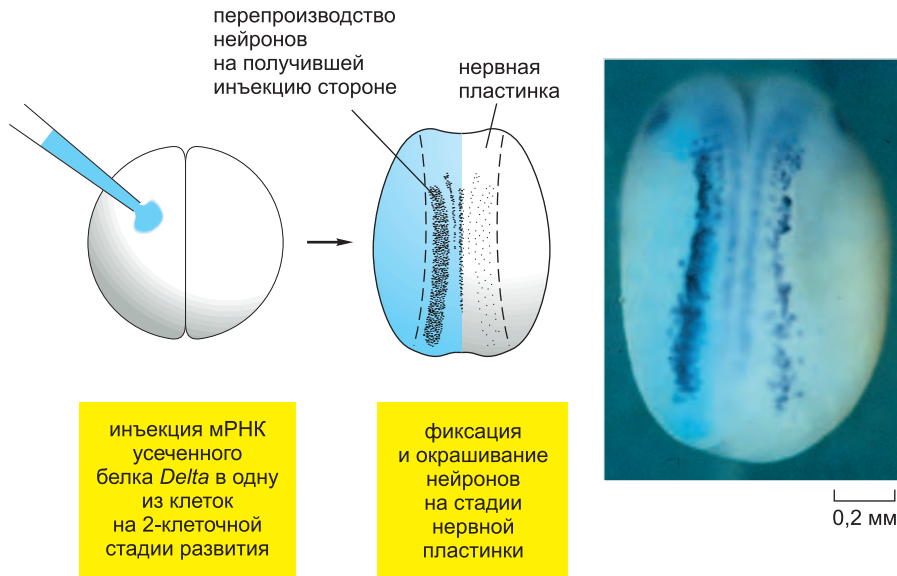 перепроизводство
нейронов
на получившей
инъекцию стороне
нервная
пластинка
инъекция мРНК
усеченного
белка Delta в одну
из клеток
на 2-клеточной
стадии развития
фиксация
и окрашивание
нейронов
на стадии
нервной
пластинки
0,2 мм